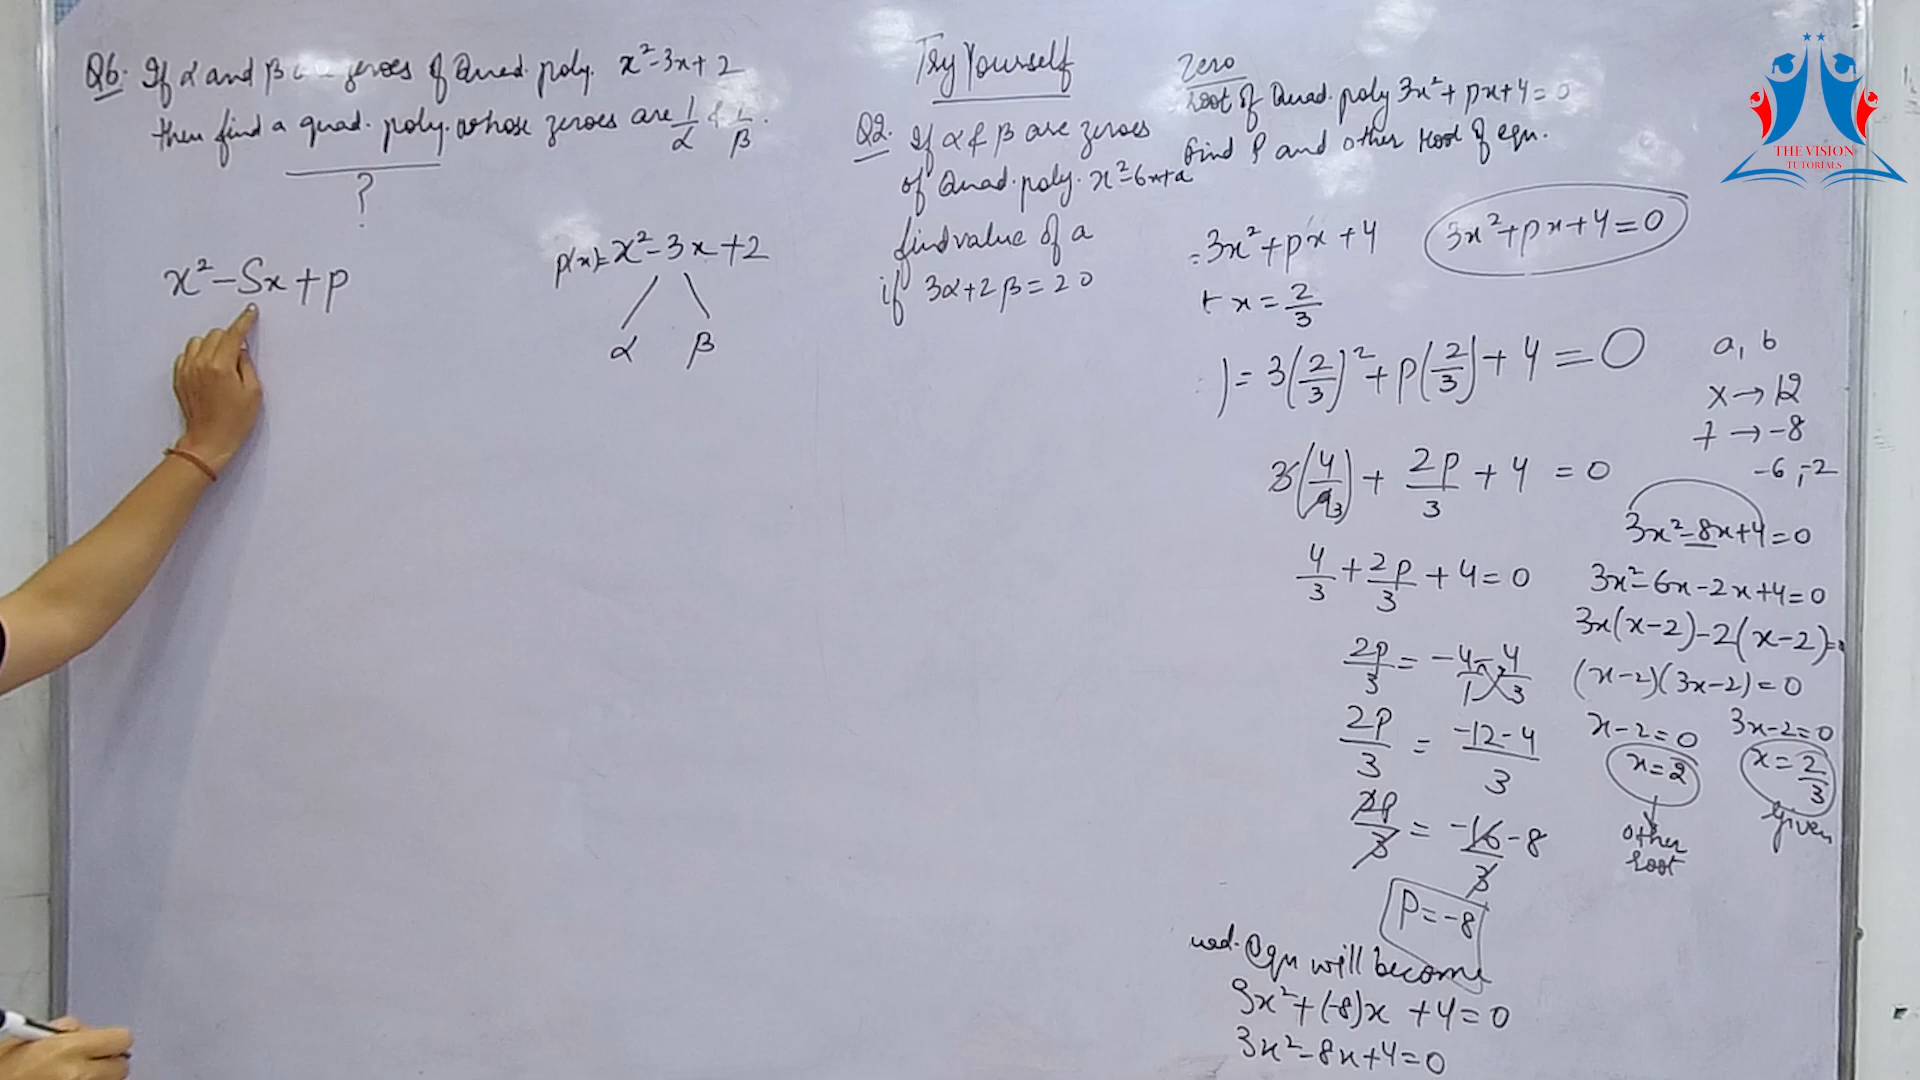 Q6. If α and β zeroes of Quad. poly. x²-3x+2
then find a quad. poly. whose zeroes are 1/α & 1/β.
?
x²-Sx+p
p(x)= x²-3x+2
α β
Try Yourself
Q2. If α & β are zeroes
of Quad. poly. x²-6x+a
find value of a
if 3α+2β=20
Zero
root of Quad. poly 3x²+px+4=0
find P and other root of eqn.
= 3x²+px+4
3x²+px+4=0
x = 2/3
)= 3(2/3)²+p(2/3)+4=0
3(4/9 3)+2p/3+4 = 0
4/3+2p/3+4=0
2p/3 = -4/1-4/3
2p/3 = -12-4/3
2p/3 = -16/3 -8
P=-8
Eqn will become
3x²+(-8)x+4=0
3x²-8x+4=0
a, b
x → 12
+ → -8
-6, -2
3x²-8x+4=0
3x²-6x-2x+4=0
3x(x-2)-2(x-2)=0
(x-2)(3x-2)=0
x-2=0 3x-2=0
x=2 x=2/3
other root
given
THE VISION
TUTORIALS